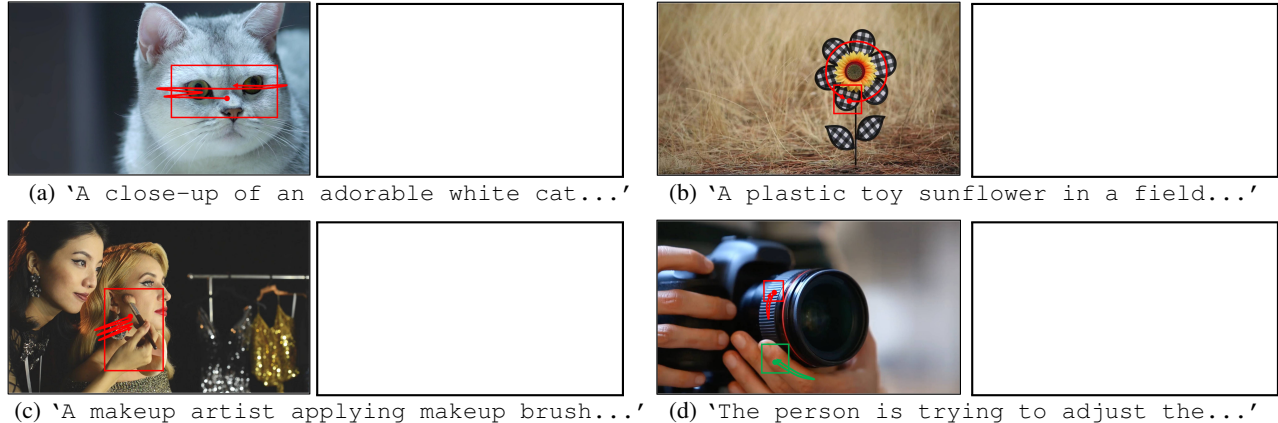 (a) ‘A close-up of an adorable white cat...’
(b) ‘A plastic toy sunflower in a field...’
(c) ‘A makeup artist applying makeup brush...’
(d) ‘The person is trying to adjust the...’